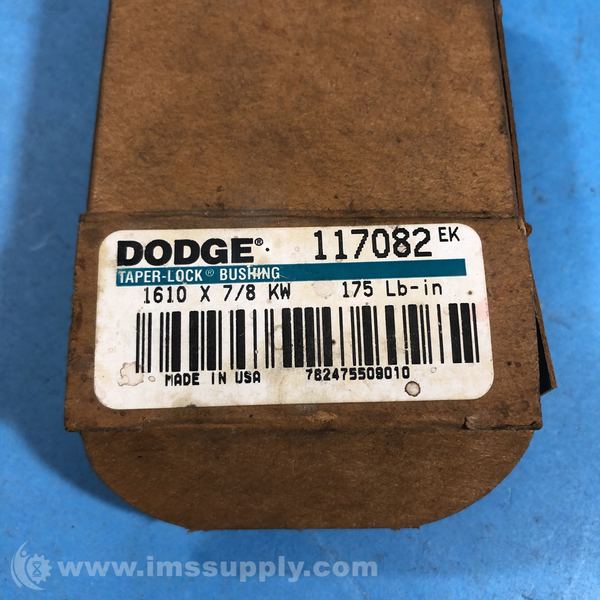 DODGE®. 117082 EK
TAPER-LOCK® BUSHING
1610 X 7/8 KW 175 Lb-in
MADE IN USA 782475509010
www.imssupply.com